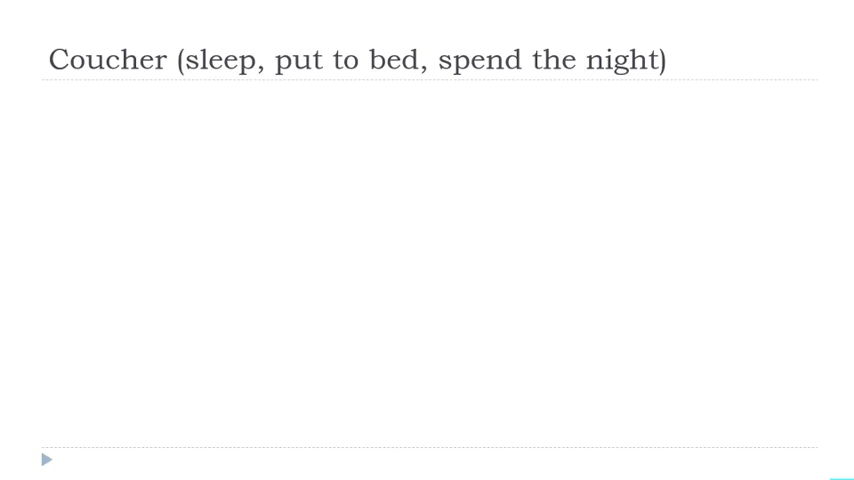 Coucher (sleep, put to bed, spend the night)